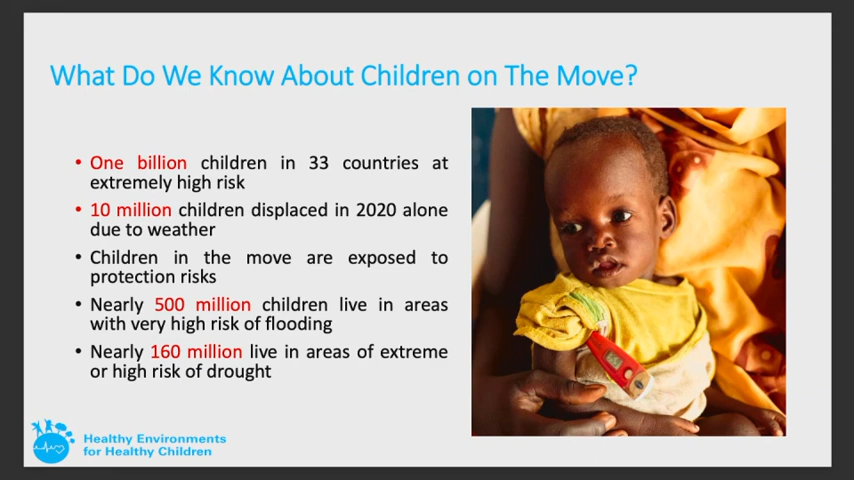 What Do We Know About Children on The Move?
• One billion children in 33 countries at
extremely high risk
• 10 million children displaced in 2020 alone
due to weather
• Children in the move are exposed to
protection risks
• Nearly 500 million children live in areas
with very high risk of flooding
• Nearly 160 million live in areas of extreme
or high risk of drought
Healthy Environments
for Healthy Children